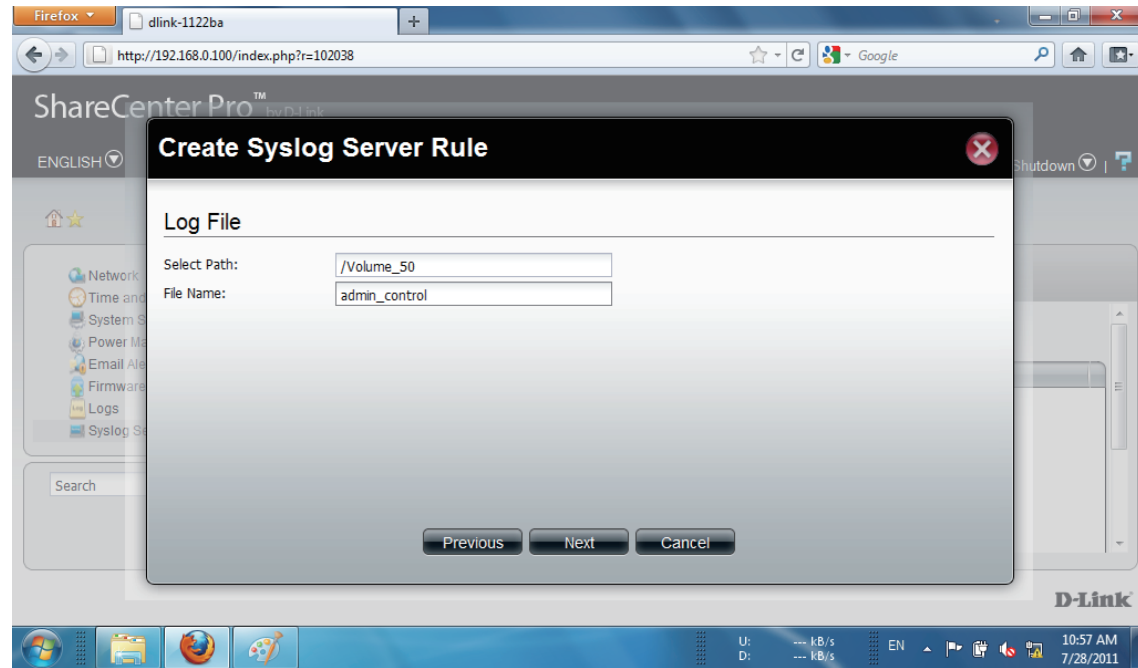 Firefox
dlink-1122ba
http://192.168.0.100/index.php?r=102038
Google
ShareCenter Pro™ by D-Link
ENGLISH
Shutdown | ?
Create Syslog Server Rule
Log File
Select Path: /Volume_50
File Name: admin_control
Network
Time and
System S
Power Ma
Email Ale
Firmware
Logs
Syslog Se
Search
Previous Next Cancel
D-Link
U: --- kB/s
D: --- kB/s
EN
10:57 AM
7/28/2011